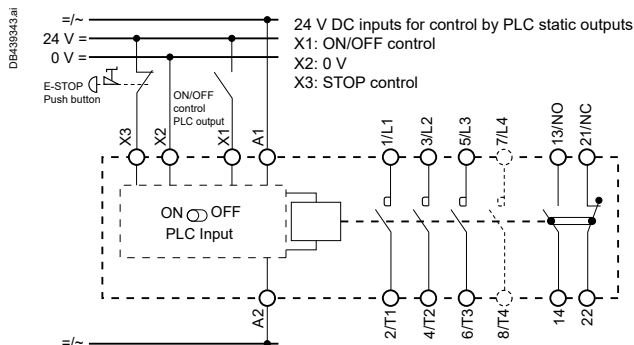 DB439343.ai
=/~
24 V =
0 V =
24 V DC inputs for control by PLC static outputs
X1: ON/OFF control
X2: 0 V
X3: STOP control
E-STOP
Push button
ON/OFF
control
PLC output
X3
X2
X1
A1
1/L1
3/L2
5/L3
7/L4
13/NO
21/NC
ON OFF
PLC Input
A2
2/T1
4/T2
6/T3
8/T4
14
22
=/~